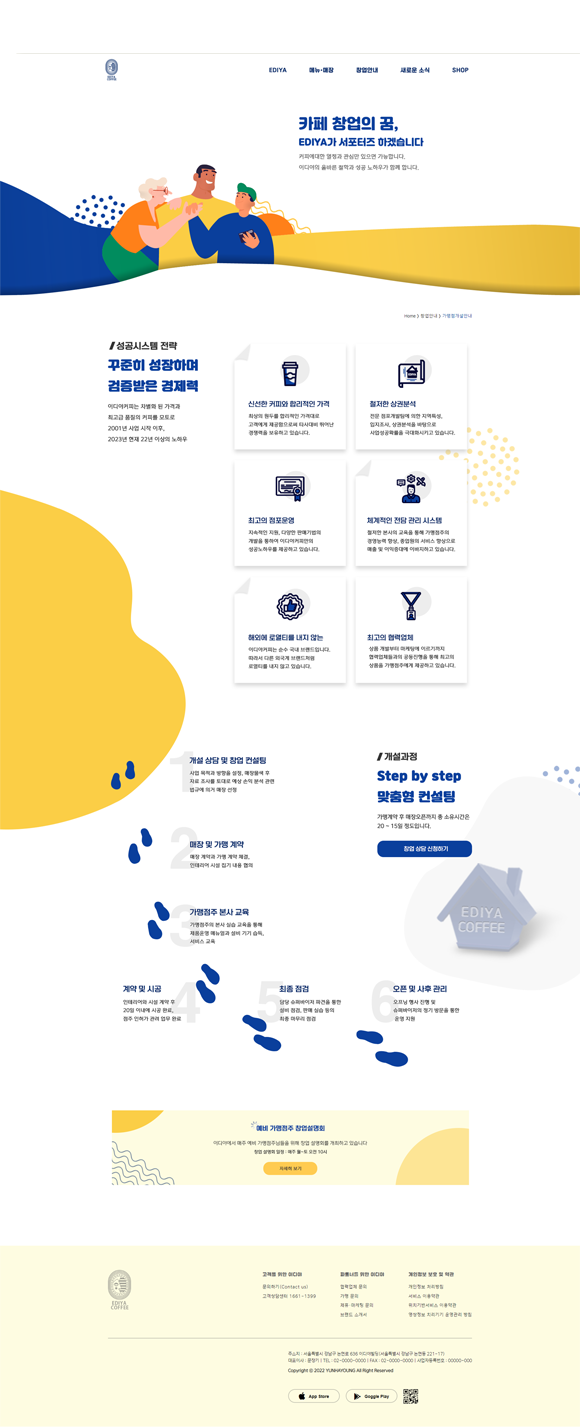 EDIYA
COFFEE
EDIYA 메뉴·매장 창업안내 새로운 소식 SHOP
카페 창업의 꿈,
EDIYA가 서포터즈 하겠습니다
커피에대한 열정과 관심만 있으면 가능합니다.
이디야의 올바른 철학과 성공 노하우가 함께 합니다.
Home > 창업안내 > 가맹점개설안내
성공시스템 전략
꾸준히 성장하며
검증받은 경제력
이디야커피는 차별화 된 가격과
최고급 품질의 커피를 모토로
2001년 사업 시작 이후,
2023년 현재 22년 이상의 노하우
신선한 커피와 합리적인 가격
최상의 원두를 합리적인 가격대로
고객에게 제공함으로써 타사대비 뛰어난
경쟁력을 보유하고 있습니다.
철저한 상권분석
전문 점포개발팀에 의한 지역특성,
입지조사, 상권분석을 바탕으로
사업성공확률을 극대화시키고 있습니다.
최고의 점포운영
지속적인 지원, 다양한 판매기법의
개발을 통하여 이디야커피만의
성공노하우를 제공하고 있습니다.
체계적인 전담 관리 시스템
철저한 본사의 교육을 통해 가맹점주의
경영능력 향상, 종업원의 서비스 향상으로
매출 및 이익증대에 이바지하고 있습니다.
해외에 로열티를 내지 않는
이디야커피는 순수 국내 브랜드입니다.
따라서 다른 외국계 브랜드처럼
로열티를 내지 않고 있습니다.
최고의 협력업체
상품 개발부터 마케팅에 이르기까지
협력업체들과의 공동진행을 통해 최고의
상품을 가맹점주에게 제공하고 있습니다.
개설과정
Step by step
맞춤형 컨설팅
가맹계약 후 매장오픈까지 총 소유시간은
20 ~ 15일 정도입니다.
창업 상담 신청하기
EDIYA
COFFEE
1
개설 상담 및 창업 컨설팅
사업 목적과 방향을 설정, 매장물색 후
자료 조사를 토대로 예상 손익 분석 관련
법규에 의거 매장 선정
2
매장 및 가맹 계약
매장 계약과 가맹 계약 체결,
인테리어 시설 집기 내용 협의
3
가맹점주 본사 교육
가맹점주의 본사 실습 교육을 통해
제품운영 매뉴얼과 설비 기기 습득,
서비스 교육
4
계약 및 시공
인테리어와 시설 계약 후
20일 이내에 시공 완료,
점주 인허가 관려 업무 완료
5
최종 점검
담당 슈퍼바이저 파견을 통한
설비 점검, 판매 실습 등의
최종 마무리 점검
6
오픈 및 사후 관리
오프닝 행사 진행 및
슈퍼바이저의 정기 방문을 통한
운영 지원
예비 가맹점주 창업설명회
이디야에서 매주 예비 가맹점주님들을 위해 창업 설명회를 개최하고 있습니다
창업 설명회 일정 : 매주 월~토 오전 10시
자세히 보기
EDIYA
COFFEE
고객을 위한 이디야
문의하기(Contact us)
고객상담센터 1661-1399
파트너를 위한 이디야
협력업체 문의
가맹 문의
제휴·마케팅 문의
브랜드 소개서
개인정보 보호 및 약관
개인정보 처리방침
서비스 이용약관
위치기반서비스 이용약관
영상정보 처리기기 운영관리 방침
주소지 : 서울특별시 강남구 논현로 636 이디야빌딩(서울특별시 강남구 논현동 221-17)
대표이사 : 문창기 | TEL : 02-0000-0000 | FAX : 02-0000-0000 | 사업자등록번호 : 00000-000
Copyright © 2022 YUNHAYOUNG All Right Reserved
App Store
Goggle Play